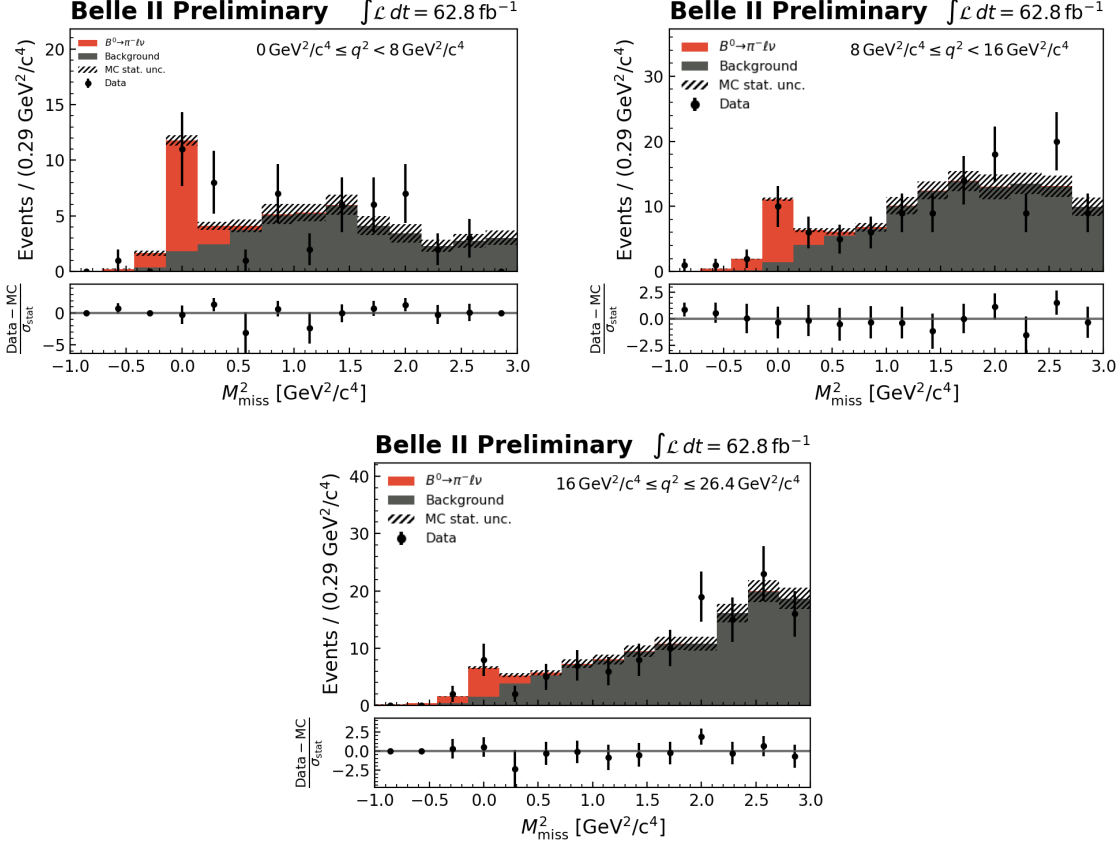 Belle II Preliminary ∫ℒ dt = 62.8 fb⁻¹
0 GeV²/c⁴ ≤ q² < 8 GeV²/c⁴
B⁰→π⁻ℓν
Background
MC stat. unc.
Data
Events / (0.29 GeV²/c⁴)
20
15
10
5
0
Data − MC
σstat
0
−5
−1.0 −0.5 0.0 0.5 1.0 1.5 2.0 2.5 3.0
M²miss [GeV²/c⁴]
Belle II Preliminary ∫ℒ dt = 62.8 fb⁻¹
8 GeV²/c⁴ ≤ q² < 16 GeV²/c⁴
B⁰→π⁻ℓν
Background
MC stat. unc.
Data
Events / (0.29 GeV²/c⁴)
30
20
10
0
Data − MC
σstat
2.5
0.0
−2.5
−1.0 −0.5 0.0 0.5 1.0 1.5 2.0 2.5 3.0
M²miss [GeV²/c⁴]
Belle II Preliminary ∫ℒ dt = 62.8 fb⁻¹
16 GeV²/c⁴ ≤ q² ≤ 26.4 GeV²/c⁴
B⁰→π⁻ℓν
Background
MC stat. unc.
Data
Events / (0.29 GeV²/c⁴)
40
30
20
10
0
Data − MC
σstat
2.5
0.0
−2.5
−1.0 −0.5 0.0 0.5 1.0 1.5 2.0 2.5 3.0
M²miss [GeV²/c⁴]